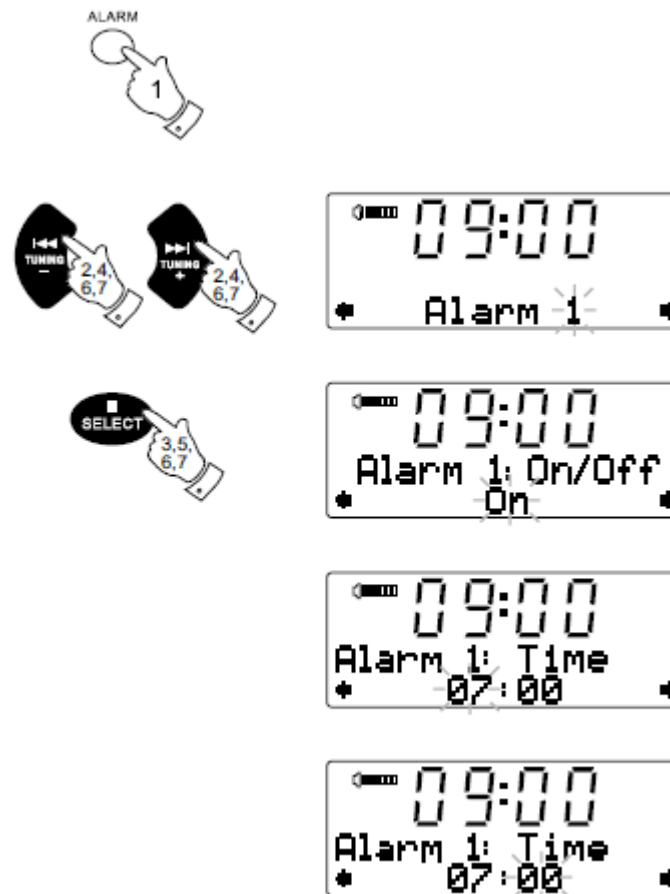 ALARM
1
TUNING
−
2,4,
6,7
TUNING
+
2,4,
6,7
SELECT
3,5,
6,7
09:00
Alarm 1
09:00
Alarm 1: On/Off
On
09:00
Alarm 1: Time
07:00
09:00
Alarm 1: Time
07:00